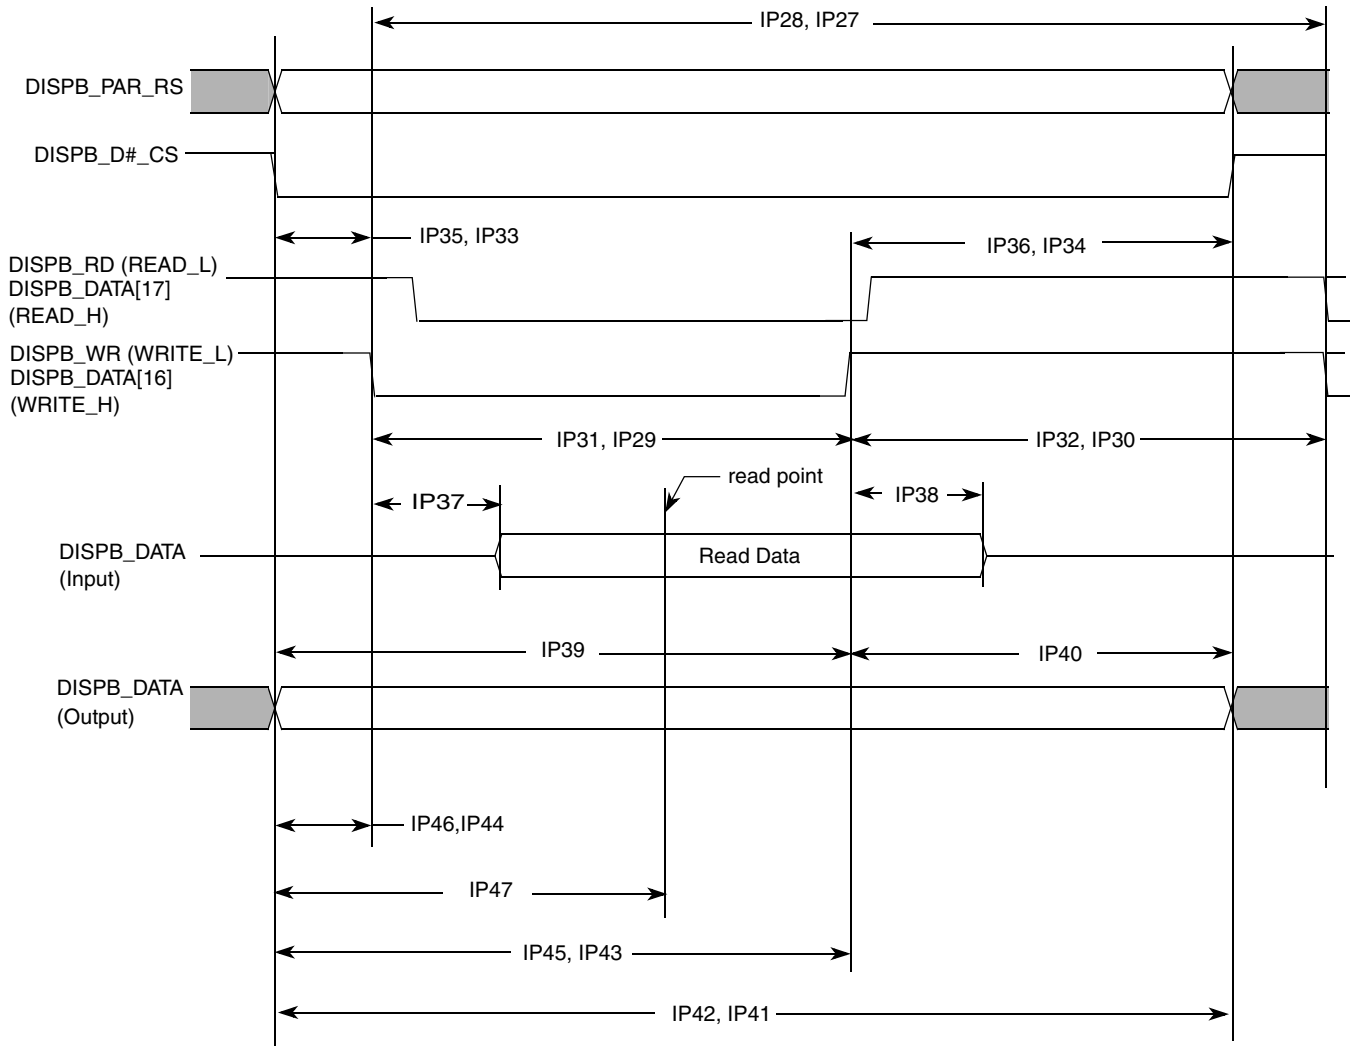 IP28, IP27
DISPB_PAR_RS
DISPB_D#_CS
IP35, IP33
IP36, IP34
DISPB_RD (READ_L)
DISPB_DATA[17]
(READ_H)
DISPB_WR (WRITE_L)
DISPB_DATA[16]
(WRITE_H)
IP31, IP29
IP32, IP30
read point
IP37
IP38
DISPB_DATA
(Input)
Read Data
IP39
IP40
DISPB_DATA
(Output)
IP46,IP44
IP47
IP45, IP43
IP42, IP41